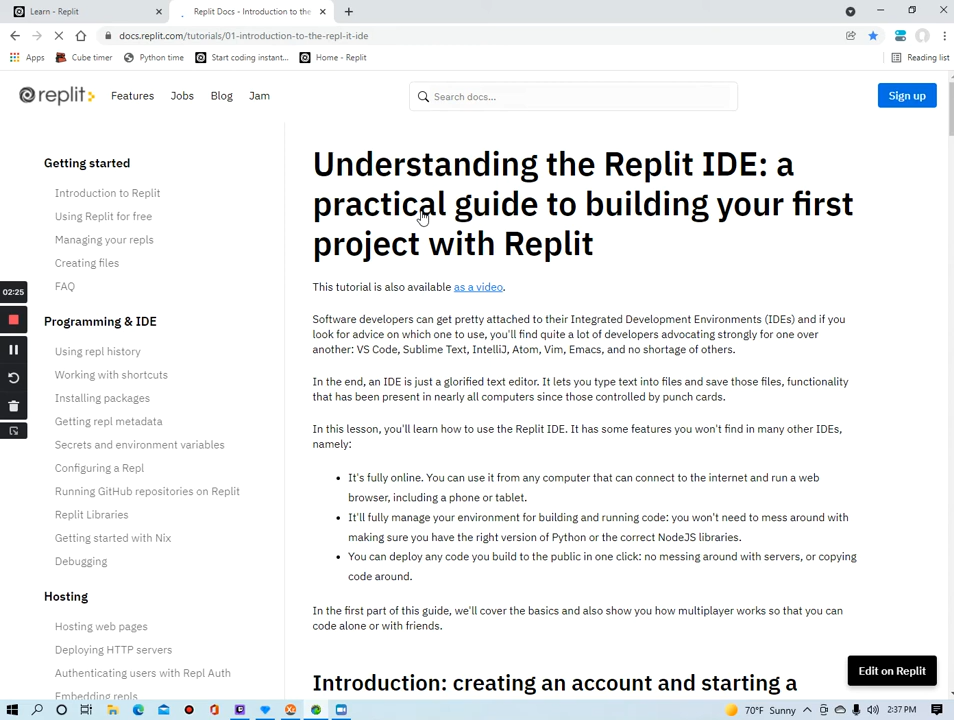 Learn - Replit
Replit Docs - Introduction to the
docs.replit.com/tutorials/01-introduction-to-the-repl-it-ide
Apps
Cube timer
Python time
Start coding instant...
Home - Replit
Reading list
replit
Features
Jobs
Blog
Jam
Search docs...
Sign up
Getting started
Introduction to Replit
Using Replit for free
Managing your repls
Creating files
FAQ
Programming & IDE
Using repl history
Working with shortcuts
Installing packages
Getting repl metadata
Secrets and environment variables
Configuring a Repl
Running GitHub repositories on Replit
Replit Libraries
Getting started with Nix
Debugging
Hosting
Hosting web pages
Deploying HTTP servers
Authenticating users with Repl Auth
Embedding repls
02:25
Understanding the Replit IDE: a
practical guide to building your first
project with Replit
This tutorial is also available as a video.
Software developers can get pretty attached to their Integrated Development Environments (IDEs) and if you
look for advice on which one to use, you'll find quite a lot of developers advocating strongly for one over
another: VS Code, Sublime Text, IntelliJ, Atom, Vim, Emacs, and no shortage of others.
In the end, an IDE is just a glorified text editor. It lets you type text into files and save those files, functionality
that has been present in nearly all computers since those controlled by punch cards.
In this lesson, you'll learn how to use the Replit IDE. It has some features you won't find in many other IDEs,
namely:
• It's fully online. You can use it from any computer that can connect to the internet and run a web
browser, including a phone or tablet.
• It'll fully manage your environment for building and running code: you won't need to mess around with
making sure you have the right version of Python or the correct NodeJS libraries.
• You can deploy any code you build to the public in one click: no messing around with servers, or copying
code around.
In the first part of this guide, we'll cover the basics and also show you how multiplayer works so that you can
code alone or with friends.
Introduction: creating an account and starting a
Edit on Replit
70°F Sunny
2:37 PM